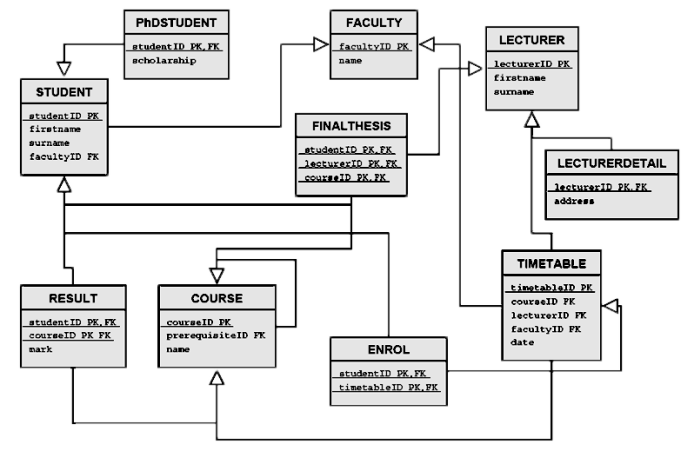 PhDSTUDENT
studentID PK,FK
scholarship
FACULTY
facultyID PK
name
LECTURER
lecturerID PK
firstname
surname
STUDENT
studentID PK
firstname
surname
facultyID FK
FINALTHESIS
studentID PK,FK
lecturerID PK,FK
courseID PK,FK
LECTURERDETAIL
lecturerID PK,FK
address
TIMETABLE
timetableID PK
courseID FK
lecturerID FK
facultyID FK
date
RESULT
studentID PK,FK
courseID PK FK
mark
COURSE
courseID PK
prerequisiteID FK
name
ENROL
studentID PK,FK
timetableID PK,FK